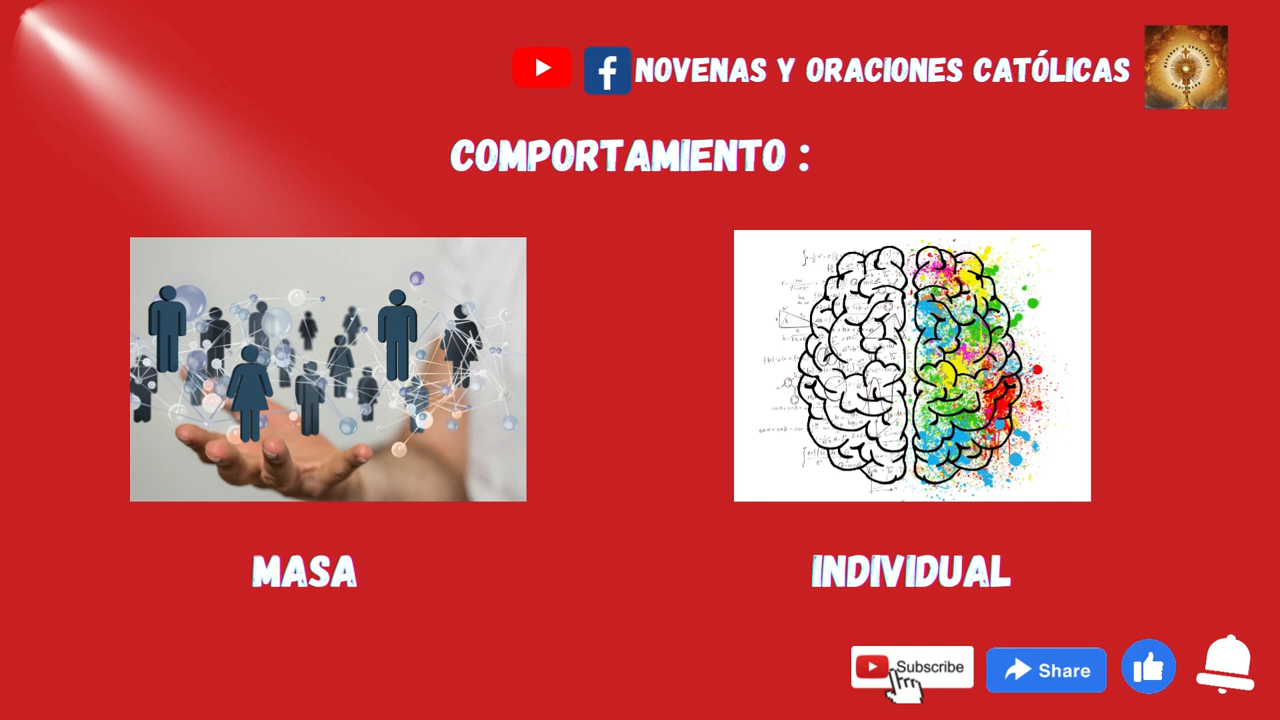 NOVENAS Y ORACIONES CATÓLICAS
COMPORTAMIENTO :
MASA
INDIVIDUAL
Subscribe
Share